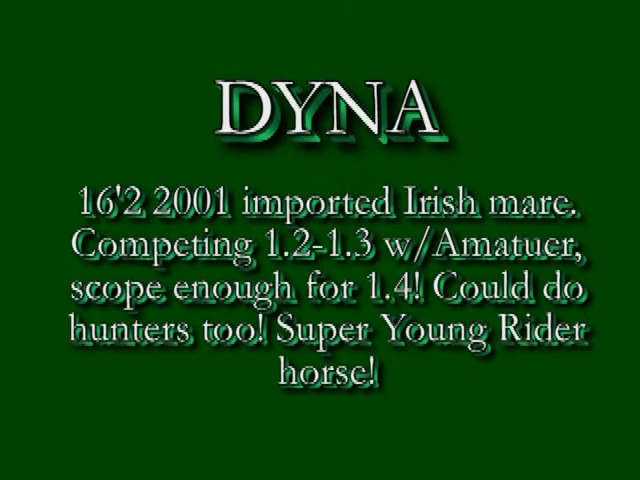 DYNA
16'2 2001 imported Irish mare.
Competing 1.2-1.3 w/Amatuer,
scope enough for 1.4! Could do
hunters too! Super Young Rider
horse!